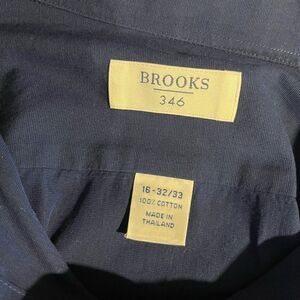 BROOKS
346
16-32/33
100% COTTON
MADE IN
THAILAND